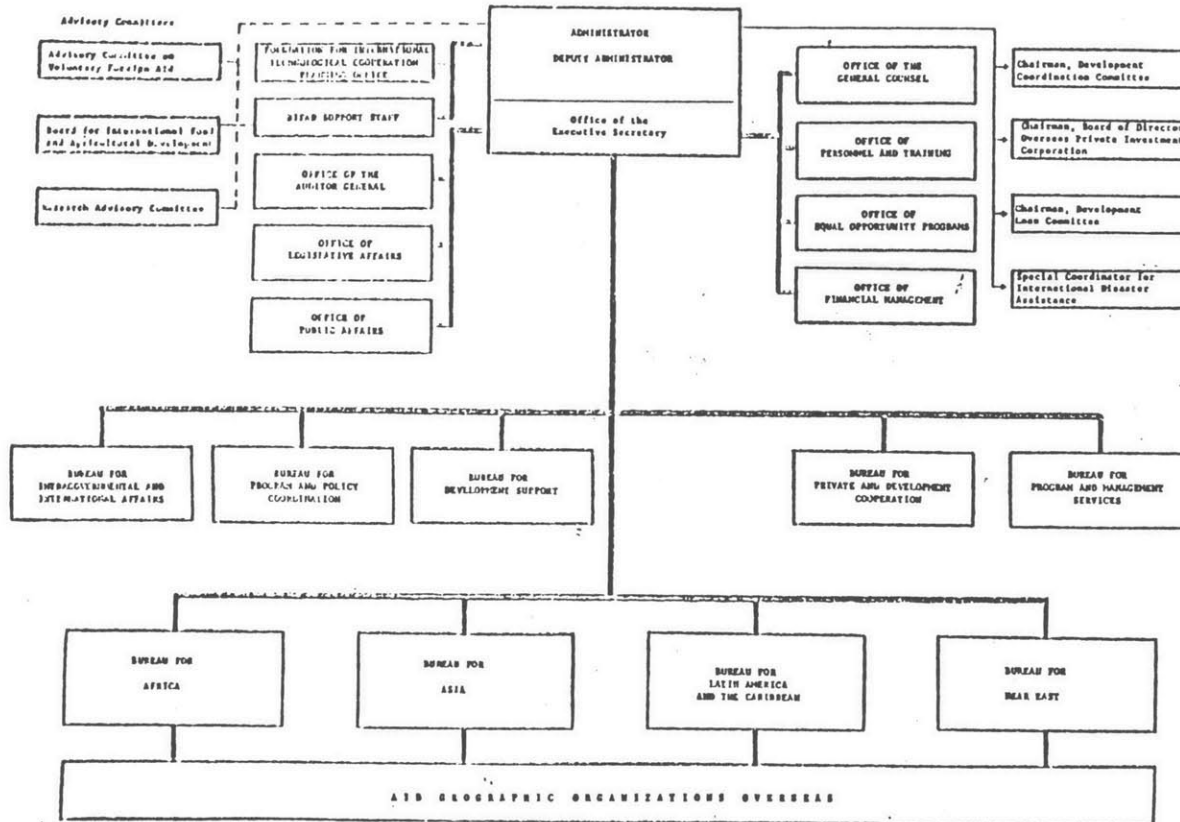 Advisory Committees
Advisory Committee on
Voluntary Foreign Aid
Board for International Food
and Agricultural Development
Research Advisory Committee
FOUNDATION FOR INTERNATIONAL
TECHNOLOGICAL COOPERATION
PLANNING OFFICE
BIFAD SUPPORT STAFF
OFFICE OF THE
AUDITOR GENERAL
OFFICE OF
LEGISLATIVE AFFAIRS
OFFICE OF
PUBLIC AFFAIRS
ADMINISTRATOR
DEPUTY ADMINISTRATOR
Office of the
Executive Secretary
OFFICE OF THE
GENERAL COUNSEL
OFFICE OF
PERSONNEL AND TRAINING
OFFICE OF
EQUAL OPPORTUNITY PROGRAMS
OFFICE OF
FINANCIAL MANAGEMENT
Chairman, Development
Coordination Committee
Chairman, Board of Director
Overseas Private Investment
Corporation
Chairman, Development
Loan Committee
Special Coordinator for
International Disaster
Assistance
BUREAU FOR
INTRAGOVERNMENTAL AND
INTERNATIONAL AFFAIRS
BUREAU FOR
PROGRAM AND POLICY
COORDINATION
BUREAU FOR
DEVELOPMENT SUPPORT
BUREAU FOR
PRIVATE AND DEVELOPMENT
COOPERATION
BUREAU FOR
PROGRAM AND MANAGEMENT
SERVICES
BUREAU FOR
AFRICA
BUREAU FOR
ASIA
BUREAU FOR
LATIN AMERICA
AND THE CARIBBEAN
BUREAU FOR
NEAR EAST
AID GEOGRAPHIC ORGANIZATIONS OVERSEAS